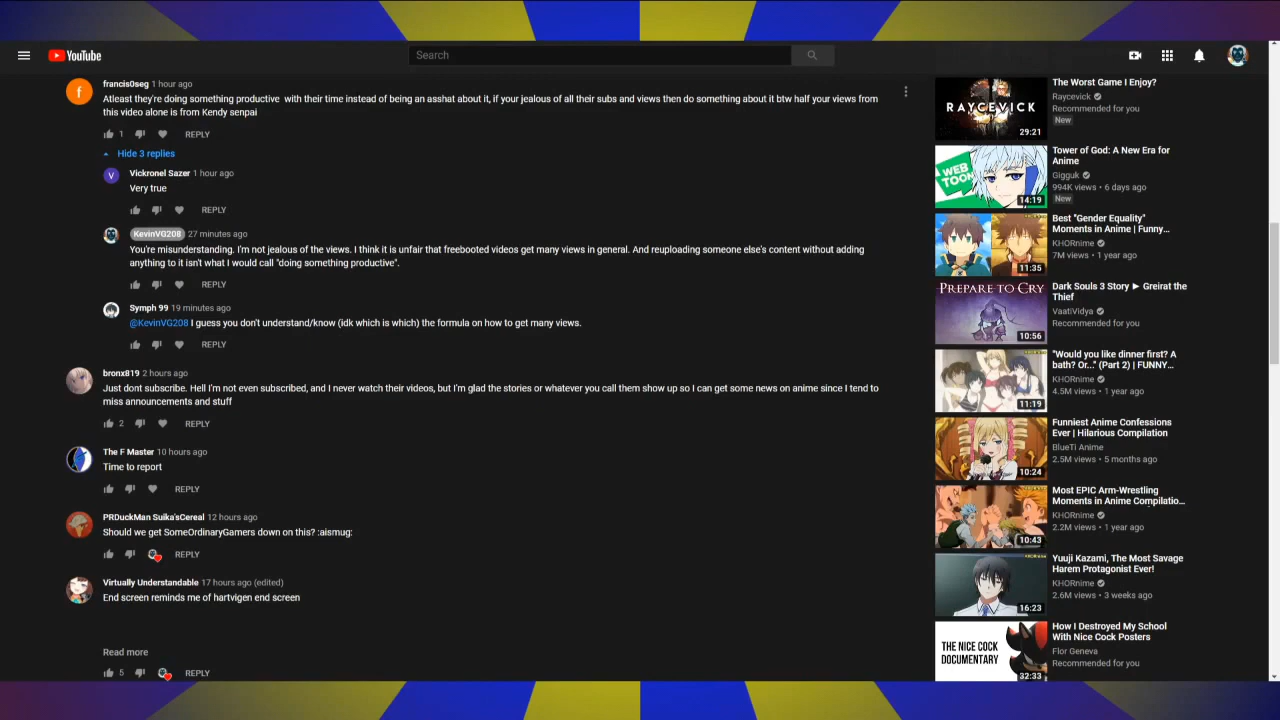 YouTube
Search
francis0seg 1 hour ago
Atleast they're doing something productive with their time instead of being an asshat about it, if your jealous of all their subs and views then do something about it btw half your views from
this video alone is from Kendy senpai
1 REPLY
Hide 3 replies
V
Vickronel Sazer 1 hour ago
Very true
REPLY
KevinVG208 27 minutes ago
You're misunderstanding. I'm not jealous of the views. I think it is unfair that freebooted videos get many views in general. And reuploading someone else's content without adding
anything to it isn't what I would call "doing something productive".
REPLY
Symph 99 19 minutes ago
@KevinVG208 I guess you don't understand/know (idk which is which) the formula on how to get many views.
REPLY
bronx819 2 hours ago
Just dont subscribe. Hell I'm not even subscribed, and I never watch their videos, but I'm glad the stories or whatever you call them show up so I can get some news on anime since I tend to
miss announcements and stuff
2 REPLY
The F Master 10 hours ago
Time to report
REPLY
PRDuckMan Suika'sCereal 12 hours ago
Should we get SomeOrdinaryGamers down on this? :aismug:
REPLY
Virtually Understandable 17 hours ago (edited)
End screen reminds me of hartvigen end screen
Read more
5 REPLY
RAYCEVICK
29:21
The Worst Game I Enjoy?
Raycevick
Recommended for you
New
WEB
TOON
14:19
Tower of God: A New Era for
Anime
Gigguk
994K views • 6 days ago
New
11:35
Best "Gender Equality"
Moments in Anime | Funny...
KHORnime
7M views • 1 year ago
PREPARE TO CRY
10:56
Dark Souls 3 Story ► Greirat the
Thief
VaatiVidya
Recommended for you
11:19
"Would you like dinner first? A
bath? Or..." (Part 2) | FUNNY...
KHORnime
4.5M views • 1 year ago
10:24
Funniest Anime Confessions
Ever | Hilarious Compilation
BlueTi Anime
2.5M views • 5 months ago
10:43
Most EPIC Arm-Wrestling
Moments in Anime Compilatio...
KHORnime
2.2M views • 1 year ago
16:23
Yuuji Kazami, The Most Savage
Harem Protagonist Ever!
KHORnime
2.6M views • 3 weeks ago
THE NICE COCK
DOCUMENTARY
32:33
How I Destroyed My School
With Nice Cock Posters
Flor Geneva
Recommended for you